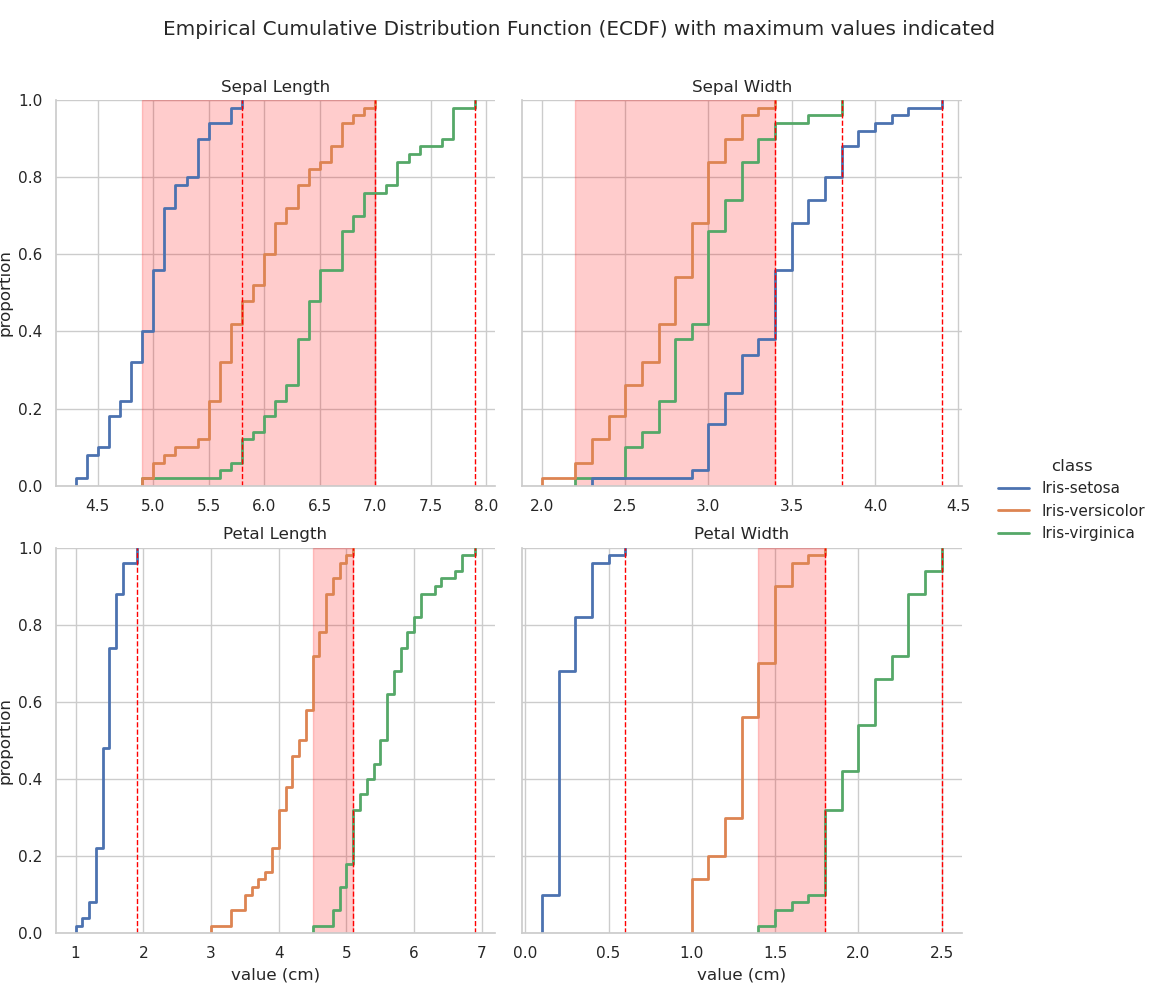 Empirical Cumulative Distribution Function (ECDF) with maximum values indicated
Sepal Length
Sepal Width
1.0
0.8
0.6
0.4
0.2
0.0
proportion
4.5 5.0 5.5 6.0 6.5 7.0 7.5 8.0
2.0 2.5 3.0 3.5 4.0 4.5
class
Iris-setosa
Iris-versicolor
Iris-virginica
Petal Length
Petal Width
1.0
0.8
0.6
0.4
0.2
0.0
proportion
1 2 3 4 5 6 7
0.0 0.5 1.0 1.5 2.0 2.5
value (cm)
value (cm)